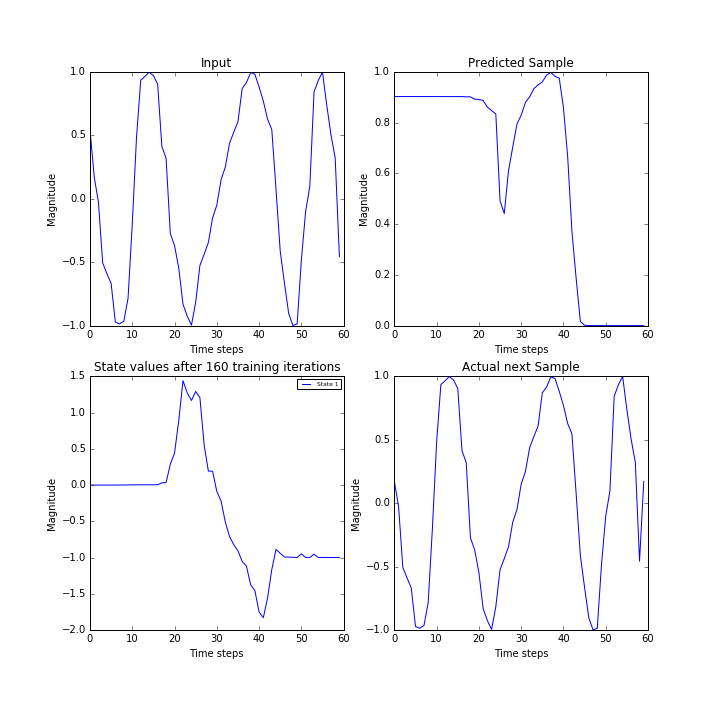 Input
1.0
0.5
0.0
−0.5
−1.0
Magnitude
0 10 20 30 40 50 60
Time steps
Predicted Sample
1.0
0.8
0.6
0.4
0.2
0.0
Magnitude
0 10 20 30 40 50 60
Time steps
State values after 160 training iterations
State 1
1.5
1.0
0.5
0.0
−0.5
−1.0
−1.5
−2.0
Magnitude
0 10 20 30 40 50 60
Time steps
Actual next Sample
1.0
0.5
0.0
−0.5
−1.0
Magnitude
0 10 20 30 40 50 60
Time steps